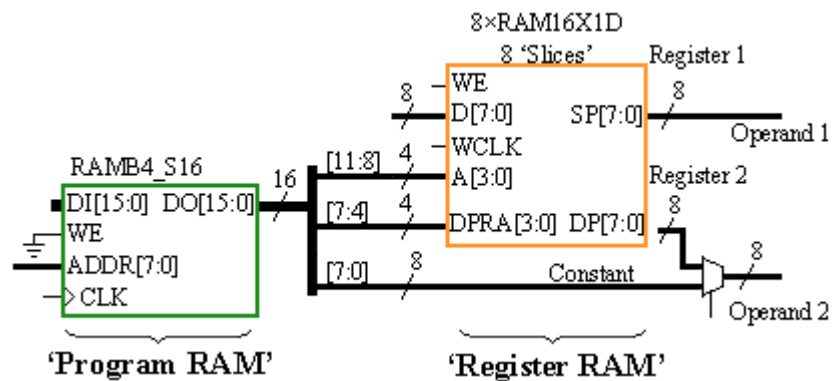 8×RAM16X1D
8 ‘Slices’
Register 1
WE
8
D[7:0]
SP[7:0]
8
Operand 1
WCLK
RAMB4_S16
16
[11:8]
4
A[3:0]
Register 2
DI[15:0]
DO[15:0]
[7:4]
4
DPRA[3:0]
DP[7:0]
8
WE
ADDR[7:0]
[7:0]
8
Constant
8
CLK
Operand 2
‘Program RAM’
‘Register RAM’